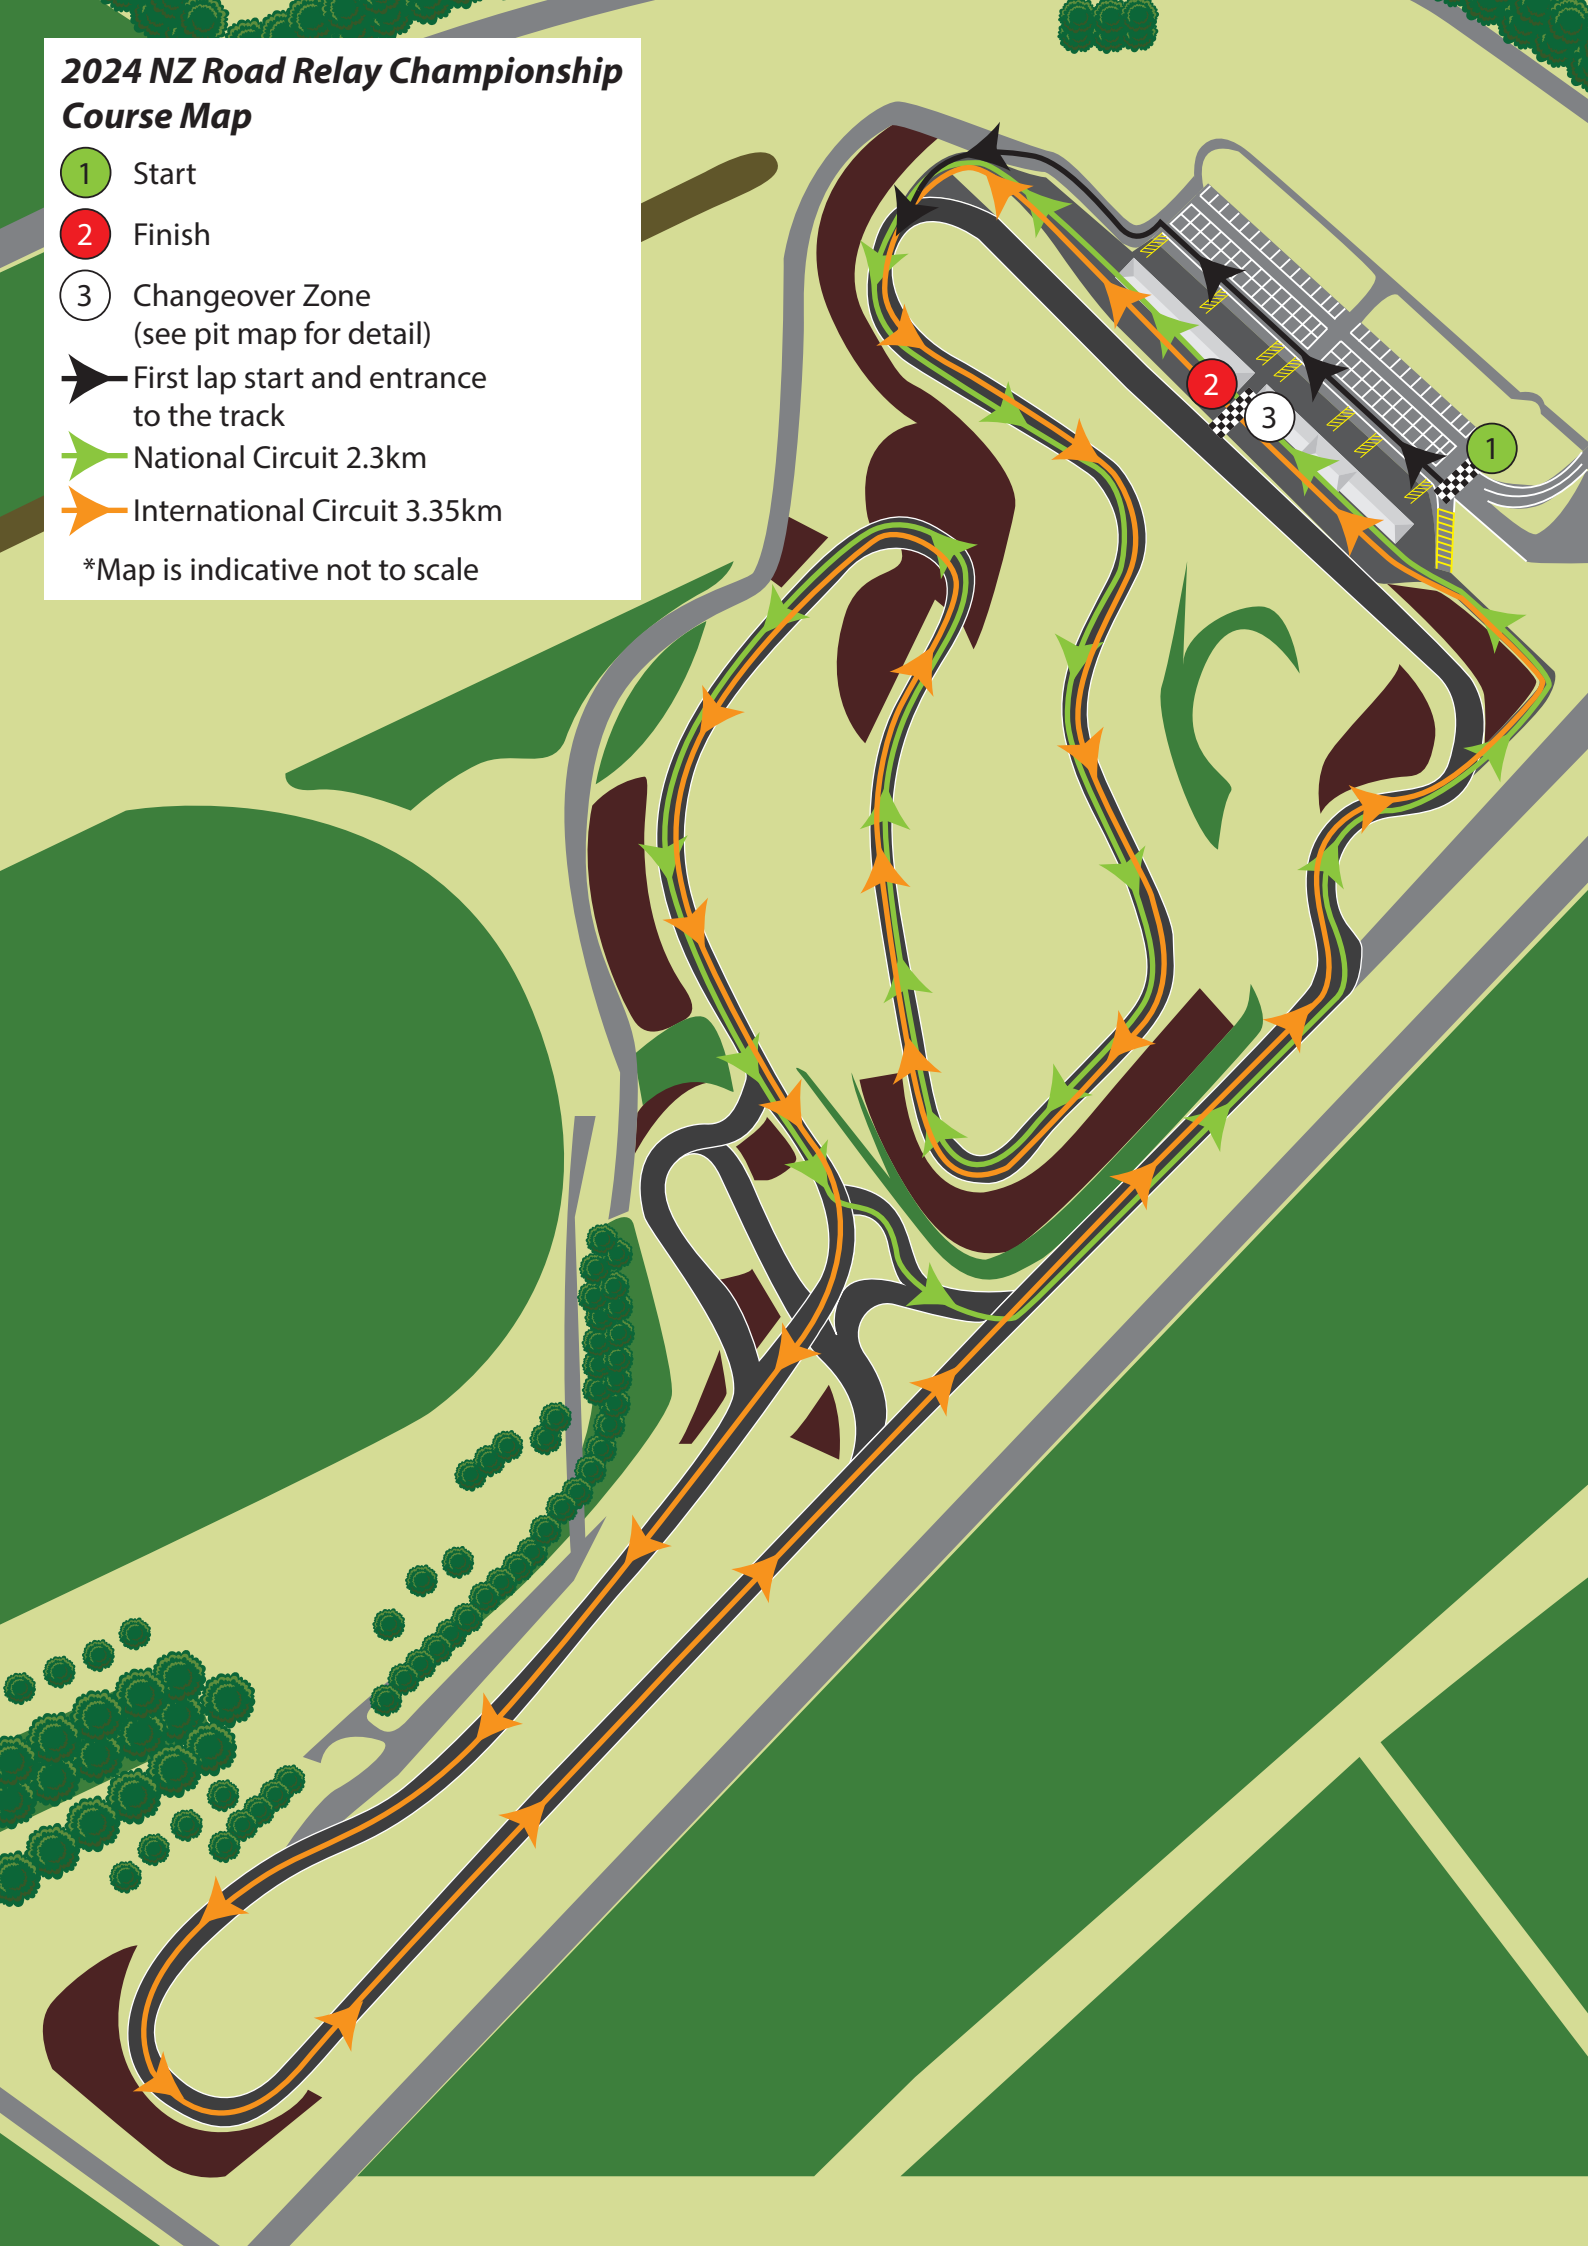 2024 NZ Road Relay Championship
Course Map
1 Start
2 Finish
3 Changeover Zone
(see pit map for detail)
First lap start and entrance
to the track
National Circuit 2.3km
International Circuit 3.35km
*Map is indicative not to scale
2
3
1